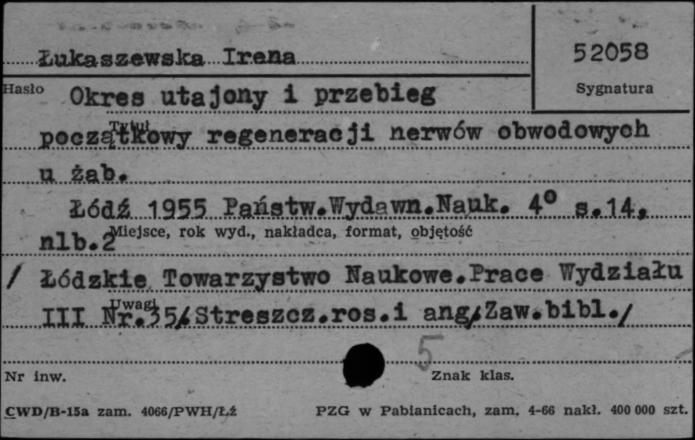 Łukaszewska Irena
52058
Hasło
Sygnatura
Okres utajony i przebieg
Tytuł
początkowy regeneracji nerwów obwodowych
u żab.
Łódź 1955 Państw.Wydawn.Nauk. 4° s.14,
nlb.2
Miejsce, rok wyd., nakładca, format, objętość
/ Łódzkie Towarzystwo Naukowe.Prace Wydziału
Uwagi
III Nr.35/Streszcz.ros.i ang/Zaw.bibl./
5
Nr inw.
Znak klas.
CWD/B-15a zam. 4066/PWH/Łź
PZG w Pabianicach, zam. 4-66 nakł. 400 000 szt.